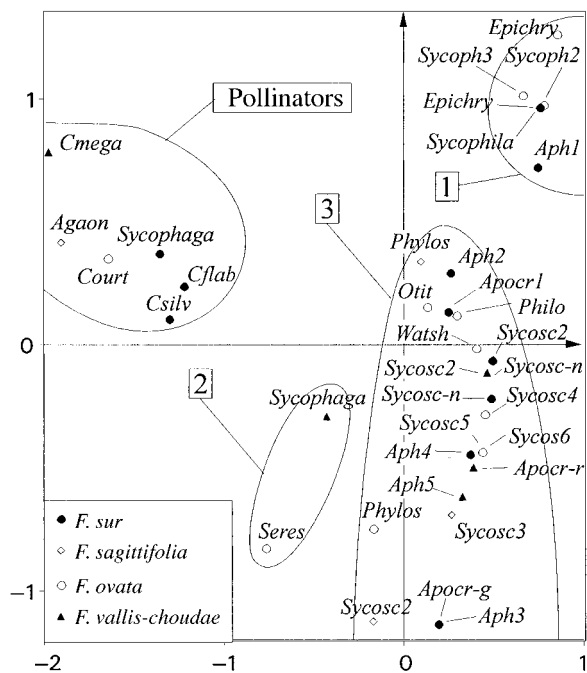 Epichry
Sycoph3
Sycoph2
1
Epichry
Pollinators
Sycophila
Cmega
Aph1
1
3
Agaon
Sycophaga
Phylos
Aph2
Court
Cflab
Apocr1
Otit
Philo
Csilv
Watsh
Sycosc2
0
Sycosc2
Sycosc-n
2
Sycophaga
Sycosc-n
Sycosc4
Sycosc5
Sycos6
Aph4
Apocr-r
Aph5
Seres
Phylos
Sycosc3
F. sur
F. sagittifolia
F. ovata
F. vallis-choudae
-1
Sycosc2
Apocr-g
Aph3
-2
-1
0
1